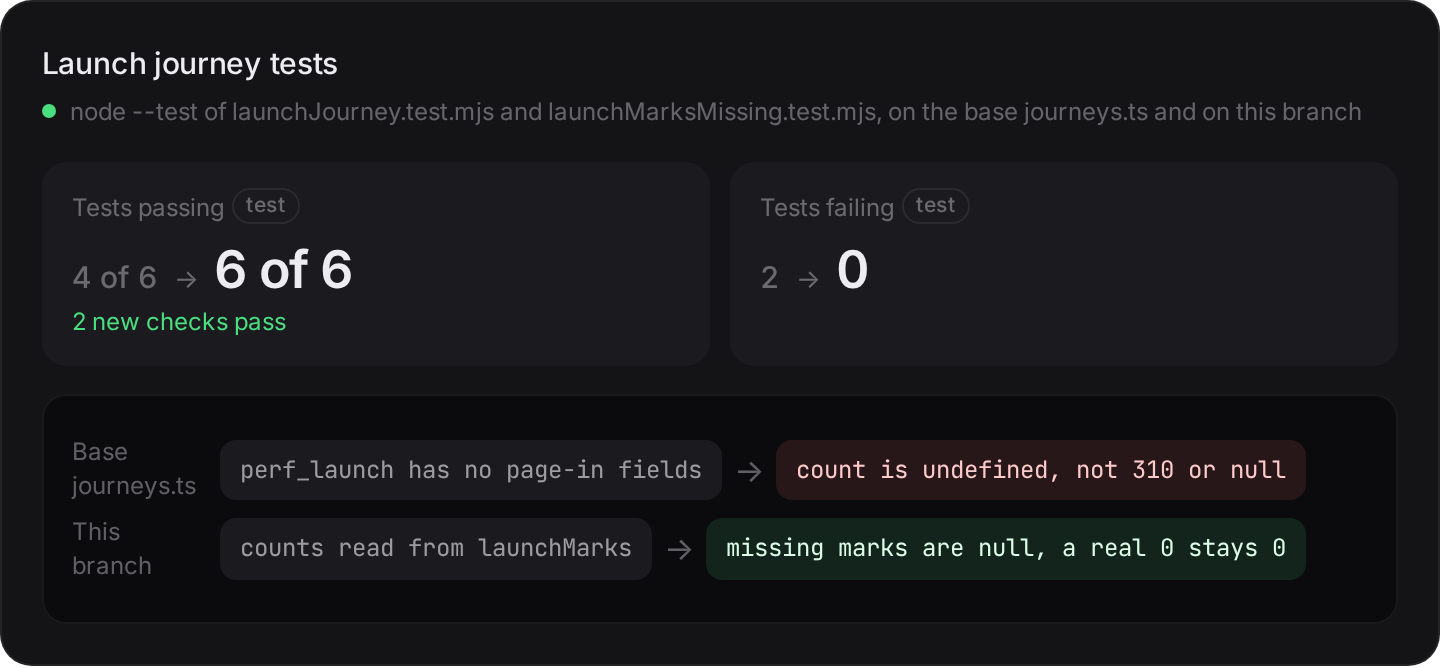 Launch journey tests
node --test of launchJourney.test.mjs and launchMarksMissing.test.mjs, on the base journeys.ts and on this branch
Tests passing test
4 of 6 → 6 of 6
2 new checks pass
Tests failing test
2 → 0
Base
journeys.ts
perf_launch has no page-in fields → count is undefined, not 310 or null
This
branch
counts read from launchMarks → missing marks are null, a real 0 stays 0